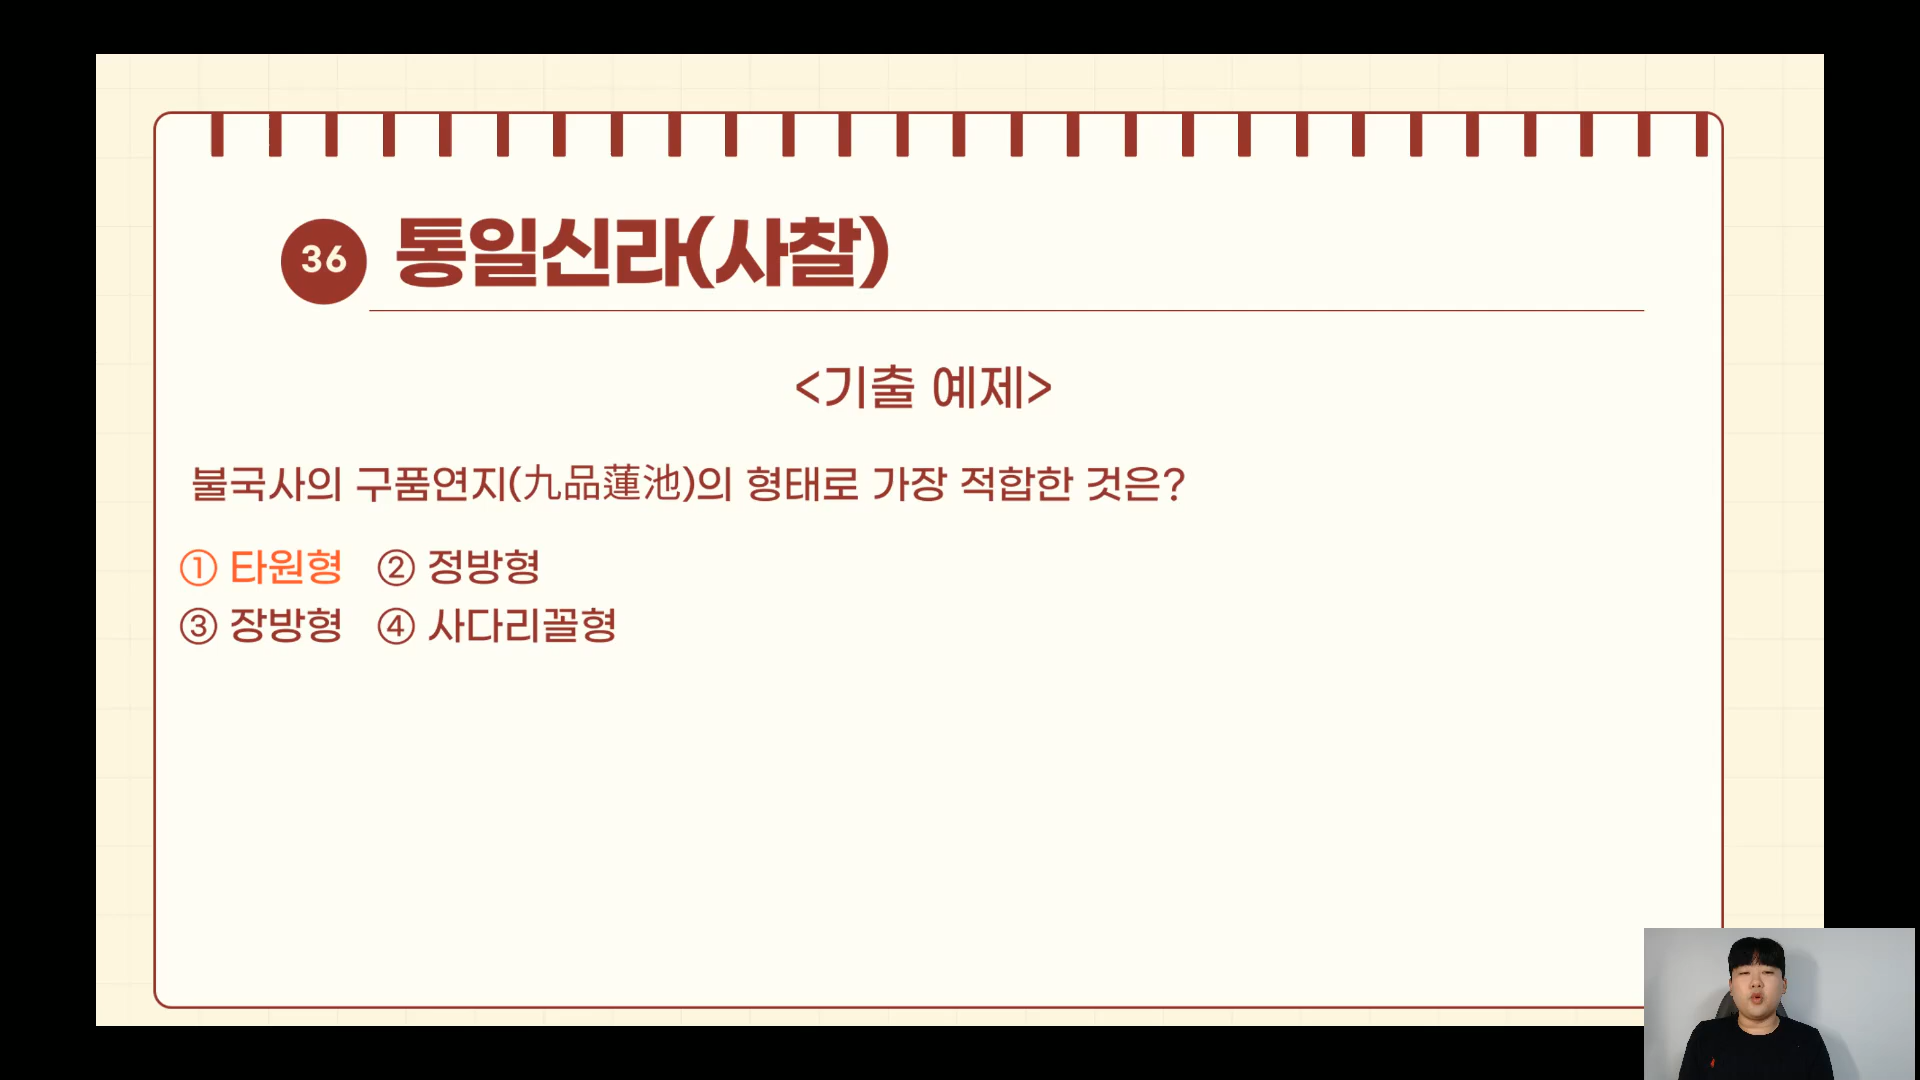 36 통일신라(사찰)
<기출 예제>
불국사의 구품연지(九品蓮池)의 형태로 가장 적합한 것은?
① 타원형 ② 정방형
③ 장방형 ④ 사다리꼴형